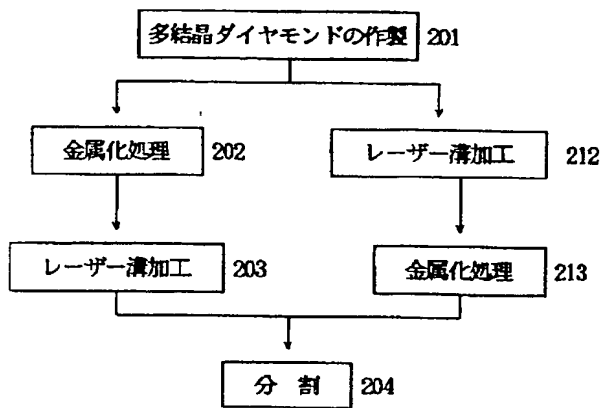 多結晶ダイヤモンドの作製 201
金属化処理 202
レーザー溝加工 212
レーザー溝加工 203
金属化処理 213
分 割 204